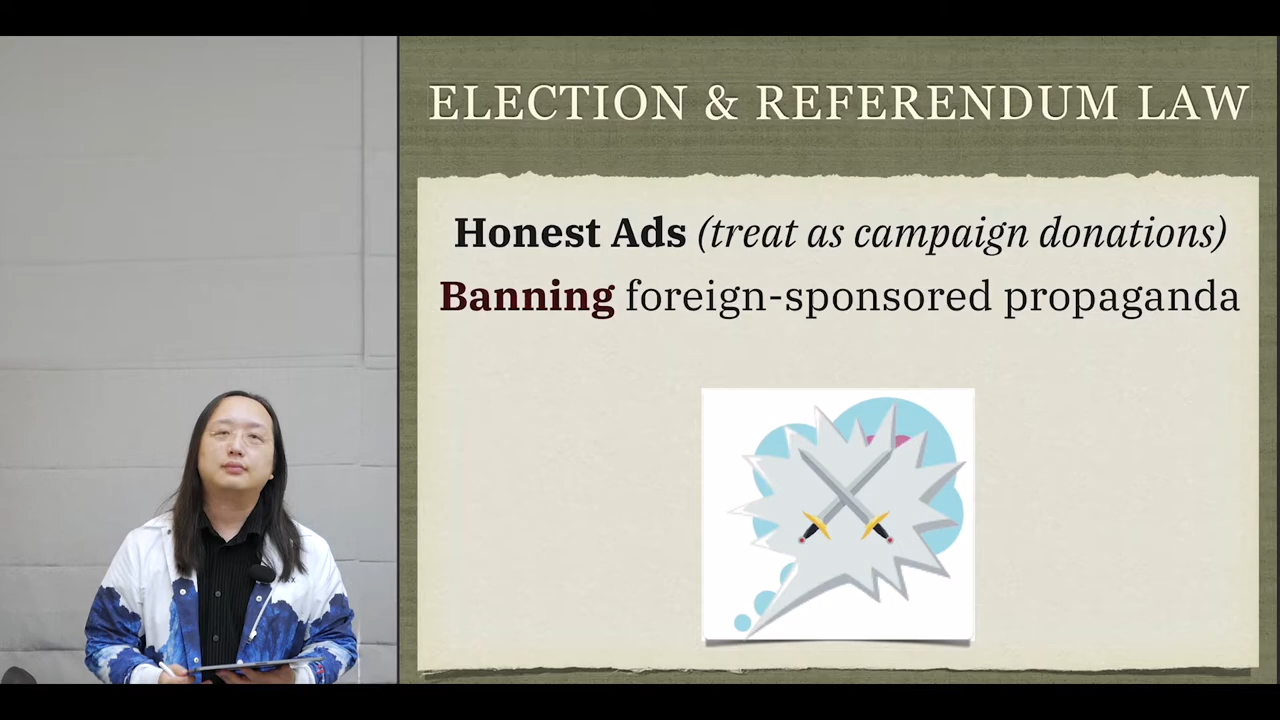 ELECTION & REFERENDUM LAW
Honest Ads (treat as campaign donations)
Banning foreign-sponsored propaganda